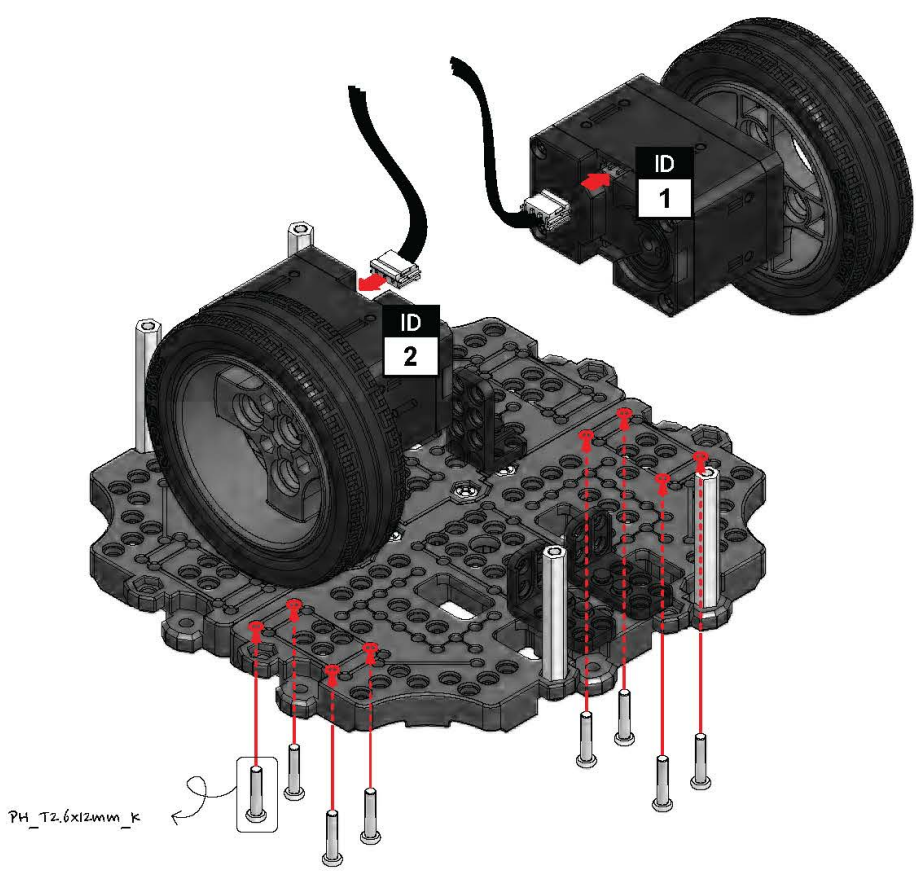 ID
1
ID
2
PH_T2.6x12mm_K